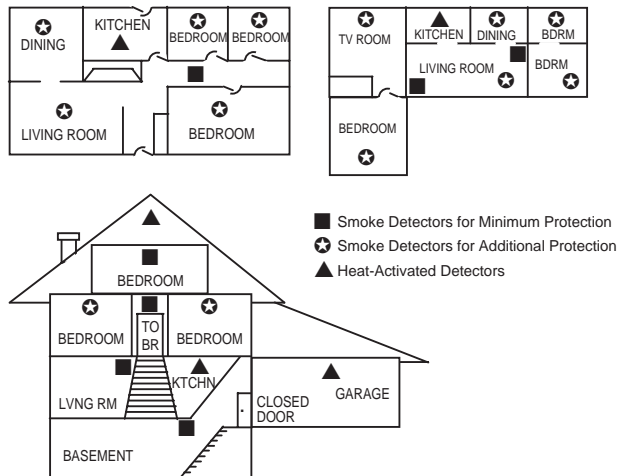 DINING
KITCHEN
BEDROOM
BEDROOM
LIVING ROOM
BEDROOM
TV ROOM
KITCHEN
DINING
BDRM
LIVING ROOM
BDRM
BEDROOM
Smoke Detectors for Minimum Protection
Smoke Detectors for Additional Protection
Heat-Activated Detectors
BEDROOM
BEDROOM
TO
BR
BEDROOM
LVNG RM
KTCHN
CLOSED
DOOR
GARAGE
BASEMENT